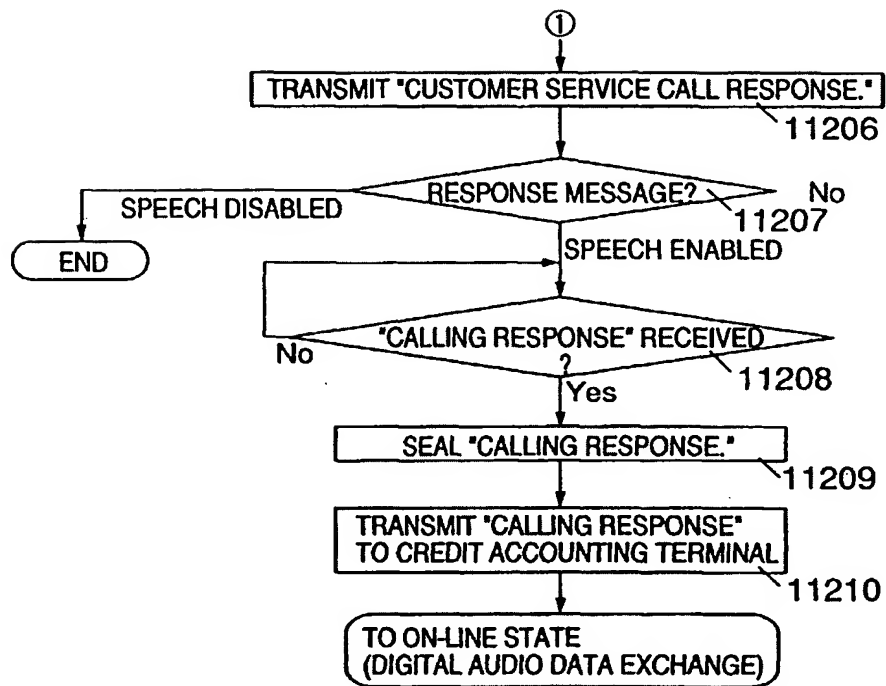 ①
TRANSMIT "CUSTOMER SERVICE CALL RESPONSE."
11206
RESPONSE MESSAGE?
No
SPEECH DISABLED
11207
END
SPEECH ENABLED
"CALLING RESPONSE" RECEIVED
?
No
11208
Yes
SEAL "CALLING RESPONSE."
11209
TRANSMIT "CALLING RESPONSE"
TO CREDIT ACCOUNTING TERMINAL
11210
TO ON-LINE STATE
(DIGITAL AUDIO DATA EXCHANGE)